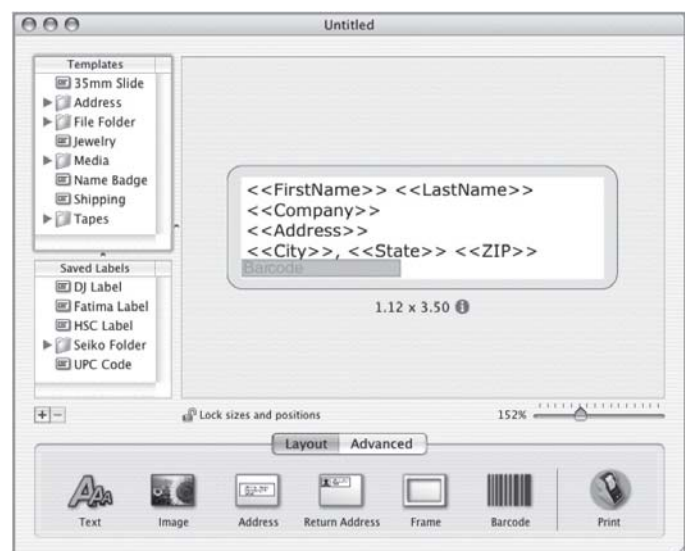 Untitled
Templates
35mm Slide
Address
File Folder
Jewelry
Media
Name Badge
Shipping
Tapes
Saved Labels
DJ Label
Fatima Label
HSC Label
Seiko Folder
UPC Code
<<FirstName>> <<LastName>>
<<Company>>
<<Address>>
<<City>>, <<State>> <<ZIP>>
Barcode
1.12 x 3.50
Lock sizes and positions
152%
Layout Advanced
Text Image Address Return Address Frame Barcode Print